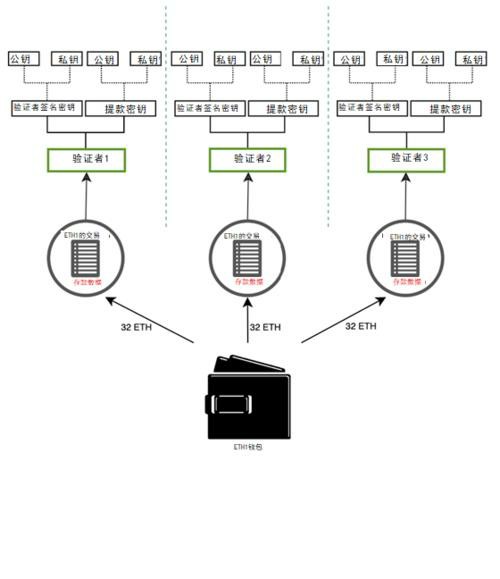 公钥 私钥 公钥 私钥 公钥 私钥 公钥 私钥 公钥 私钥 公钥 私钥
验证者签名密钥 提款密钥 验证者签名密钥 提款密钥 验证者签名密钥 提款密钥
验证者1 验证者2 验证者3
ETH1的交易 ETH1的交易 ETH1的交易
存款数据 存款数据 存款数据
32 ETH 32 ETH 32 ETH
ETH1钱包